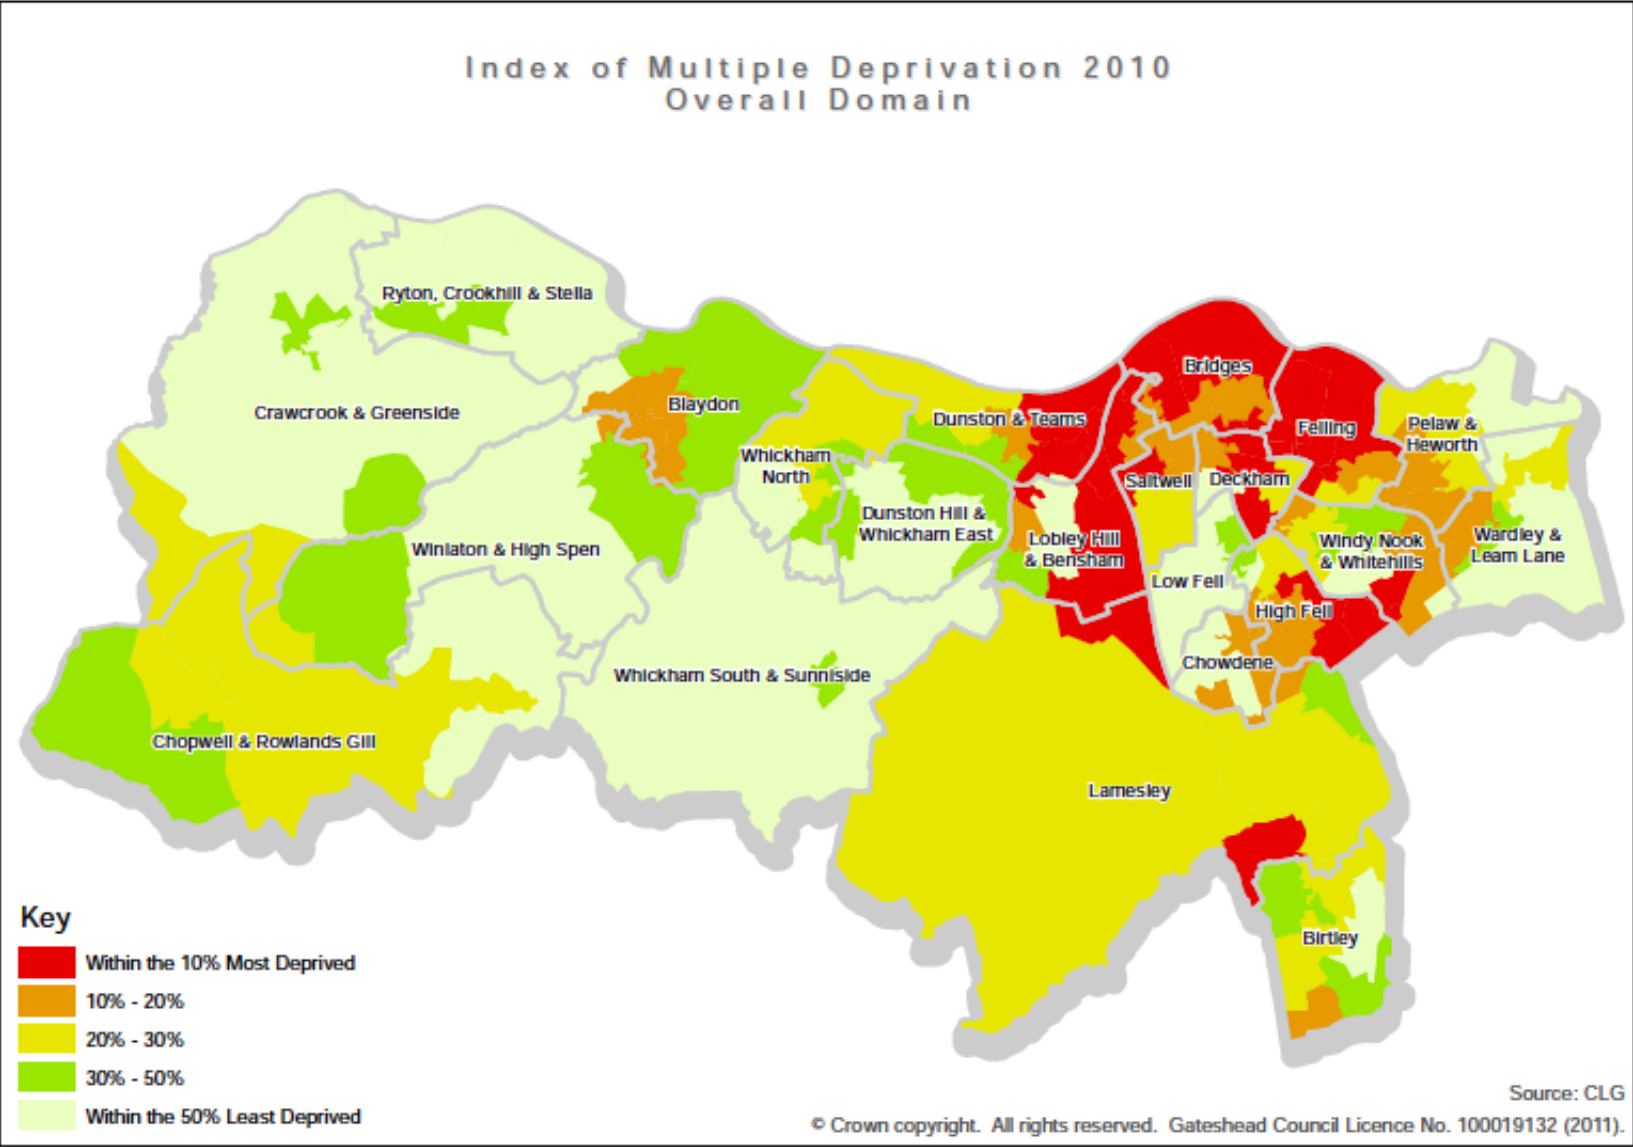 Index of Multiple Deprivation 2010
Overall Domain
Ryton, Crookhill & Stella
Bridges
Crawcrook & Greenside
Blaydon
Dunston & Teams
Felling
Pelaw &
Heworth
Whickham
North
Saltwell
Deckham
Dunston Hill &
Whickham East
Winlaton & High Spen
Lobley Hill
& Bensham
Windy Nook
& Whitehills
Wardley &
Leam Lane
Low Fell
High Fell
Chowdene
Whickham South & Sunniside
Chopwell & Rowlands Gill
Lamesley
Birtley
Key
Within the 10% Most Deprived
10% - 20%
20% - 30%
30% - 50%
Within the 50% Least Deprived
Source: CLG
© Crown copyright. All rights reserved. Gateshead Council Licence No. 100019132 (2011).